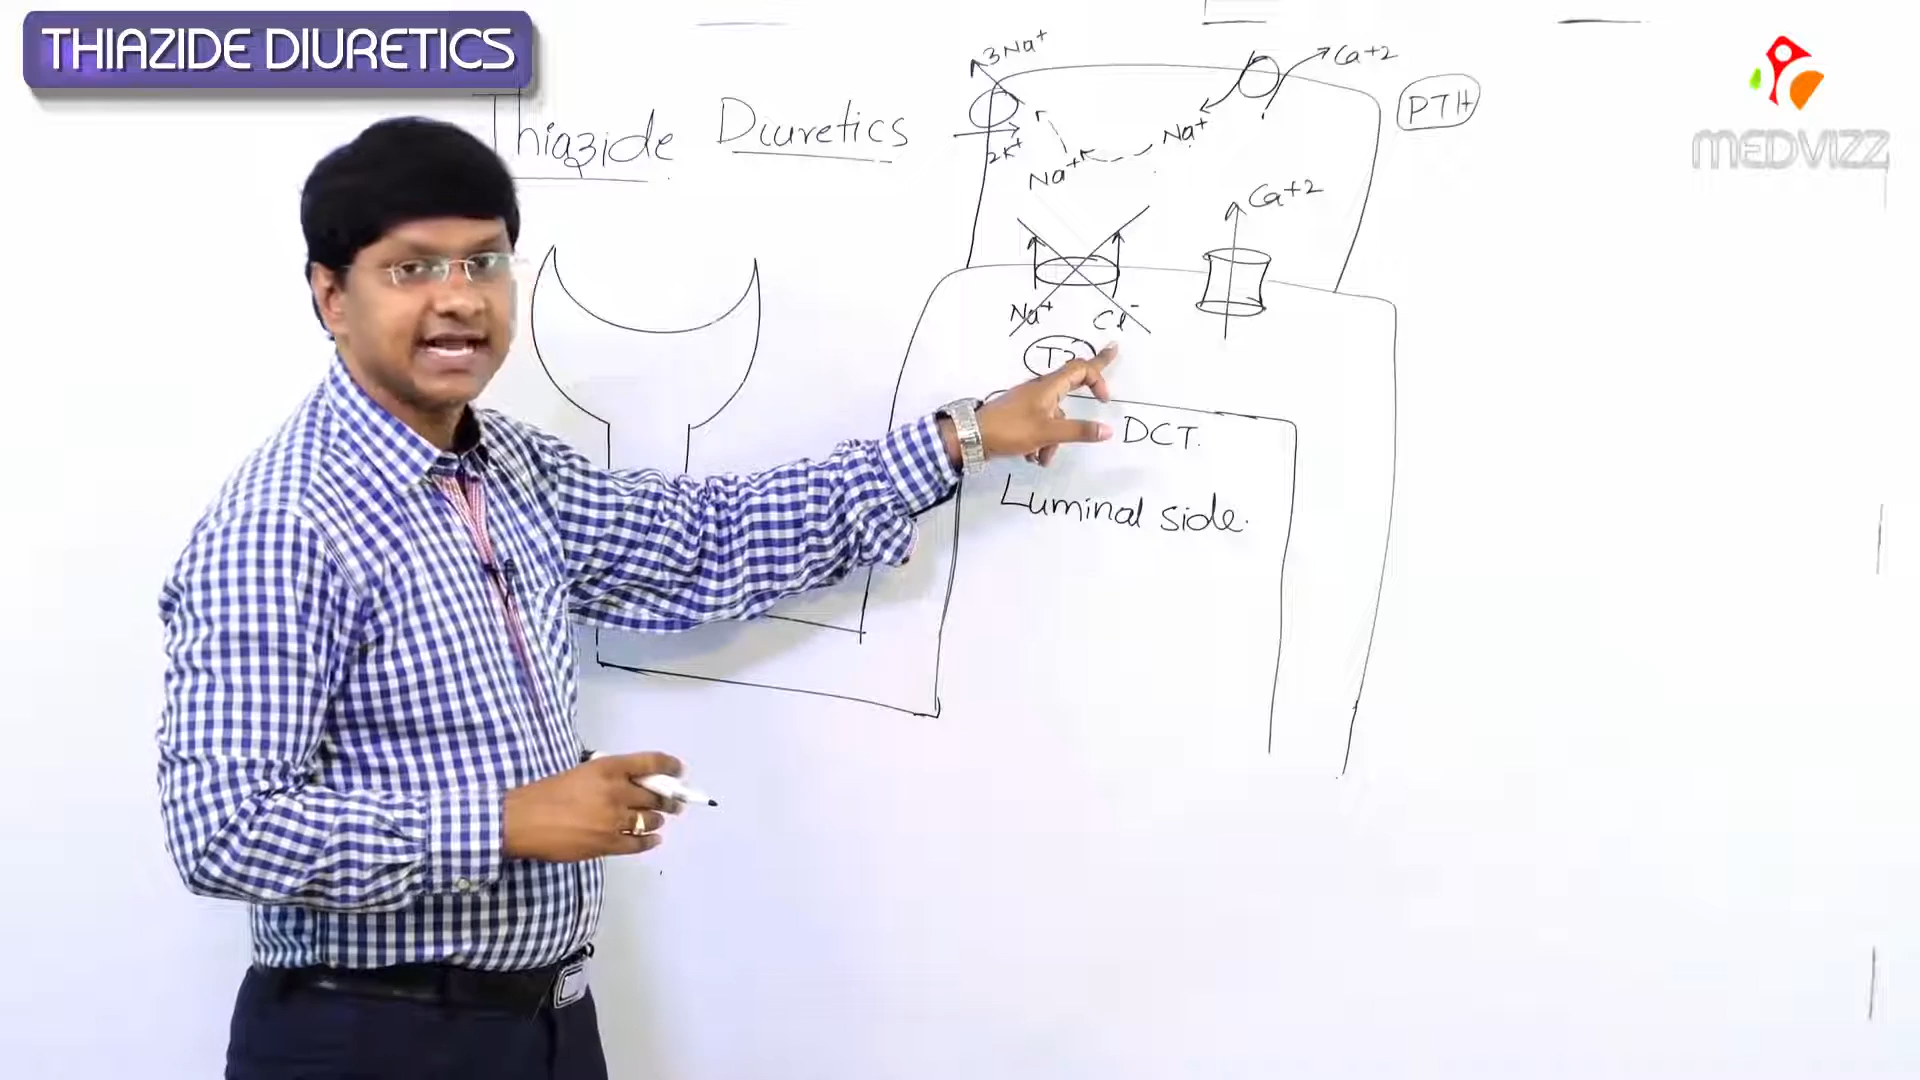 THIAZIDE DIURETICS
MEDVIZZ
Thiazide Diuretics
3Na+
2K+
Na+
Na+
Ca+2
PTH
Ca+2
Na+
Cl-
DCT.
Luminal side.